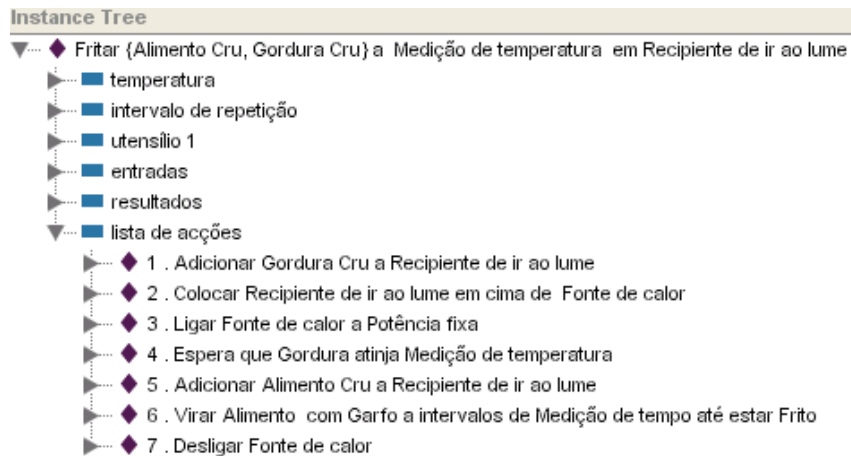 Instance Tree
Fritar {Alimento Cru, Gordura Cru} a Medição de temperatura em Recipiente de ir ao lume
temperatura
intervalo de repetição
utensílio 1
entradas
resultados
lista de acções
1 . Adicionar Gordura Cru a Recipiente de ir ao lume
2 . Colocar Recipiente de ir ao lume em cima de Fonte de calor
3 . Ligar Fonte de calor a Potência fixa
4 . Espera que Gordura atinja Medição de temperatura
5 . Adicionar Alimento Cru a Recipiente de ir ao lume
6 . Virar Alimento com Garfo a intervalos de Medição de tempo até estar Frito
7 . Desligar Fonte de calor